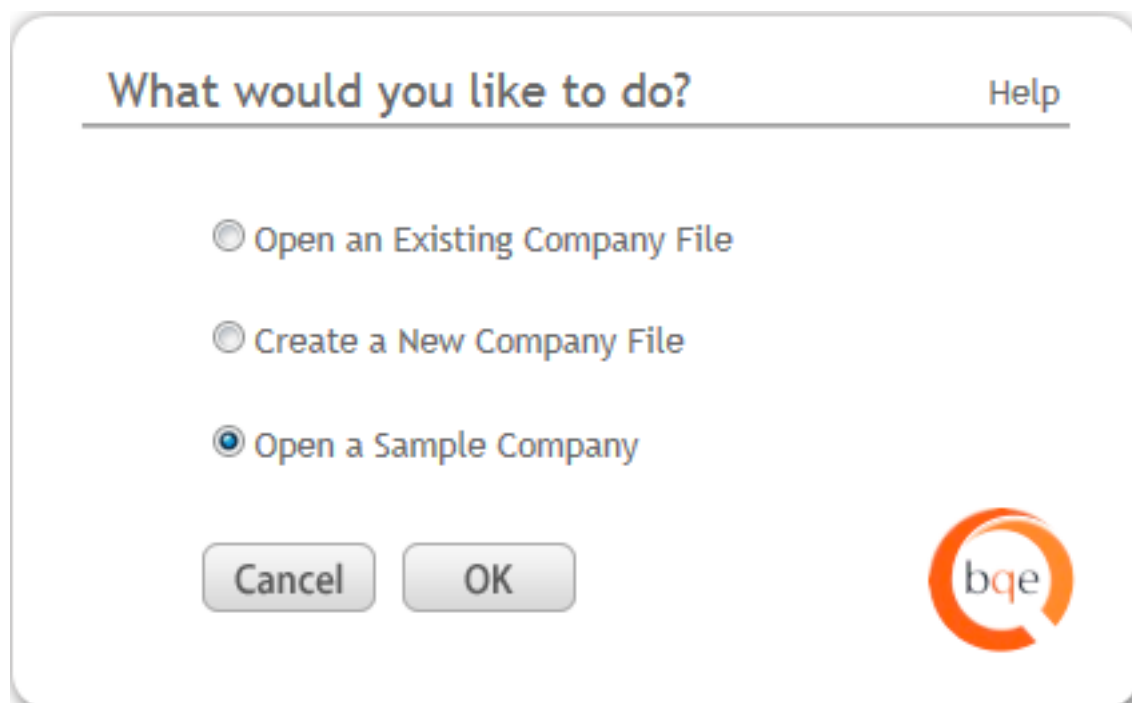 What would you like to do?
Help
Open an Existing Company File
Create a New Company File
Open a Sample Company
Cancel
OK
bqe